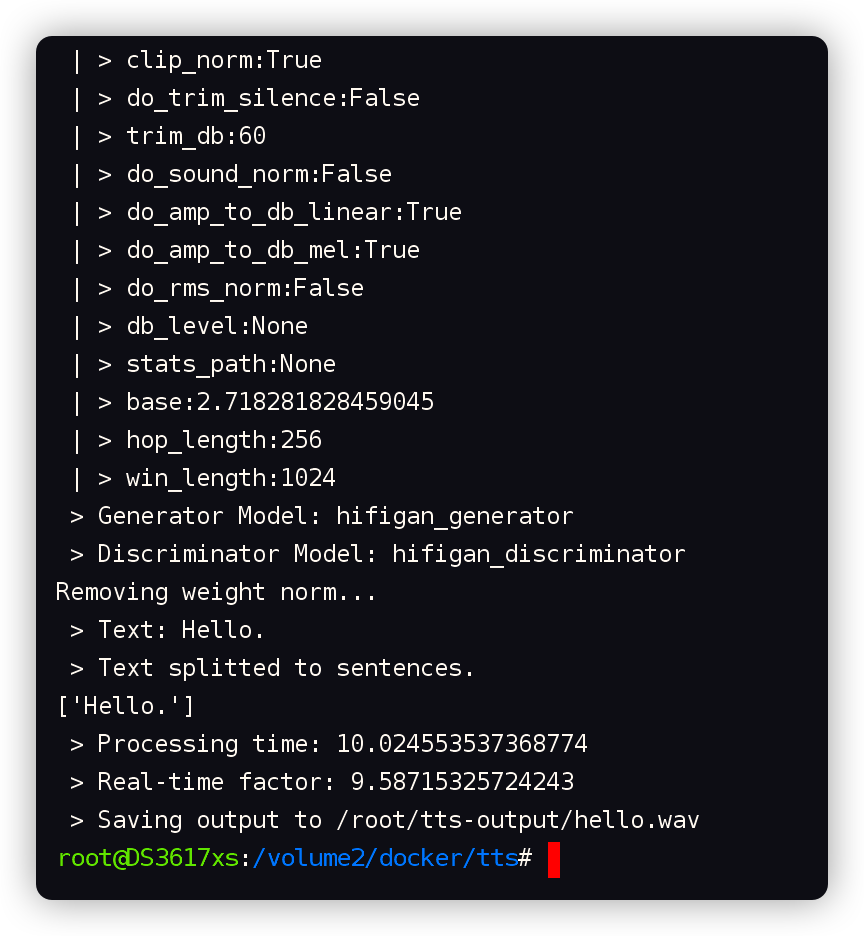 | > clip_norm:True
| > do_trim_silence:False
| > trim_db:60
| > do_sound_norm:False
| > do_amp_to_db_linear:True
| > do_amp_to_db_mel:True
| > do_rms_norm:False
| > db_level:None
| > stats_path:None
| > base:2.718281828459045
| > hop_length:256
| > win_length:1024
> Generator Model: hifigan_generator
> Discriminator Model: hifigan_discriminator
Removing weight norm...
> Text: Hello.
> Text splitted to sentences.
['Hello.']
> Processing time: 10.024553537368774
> Real-time factor: 9.58715325724243
> Saving output to /root/tts-output/hello.wav
root@DS3617xs:/volume2/docker/tts#